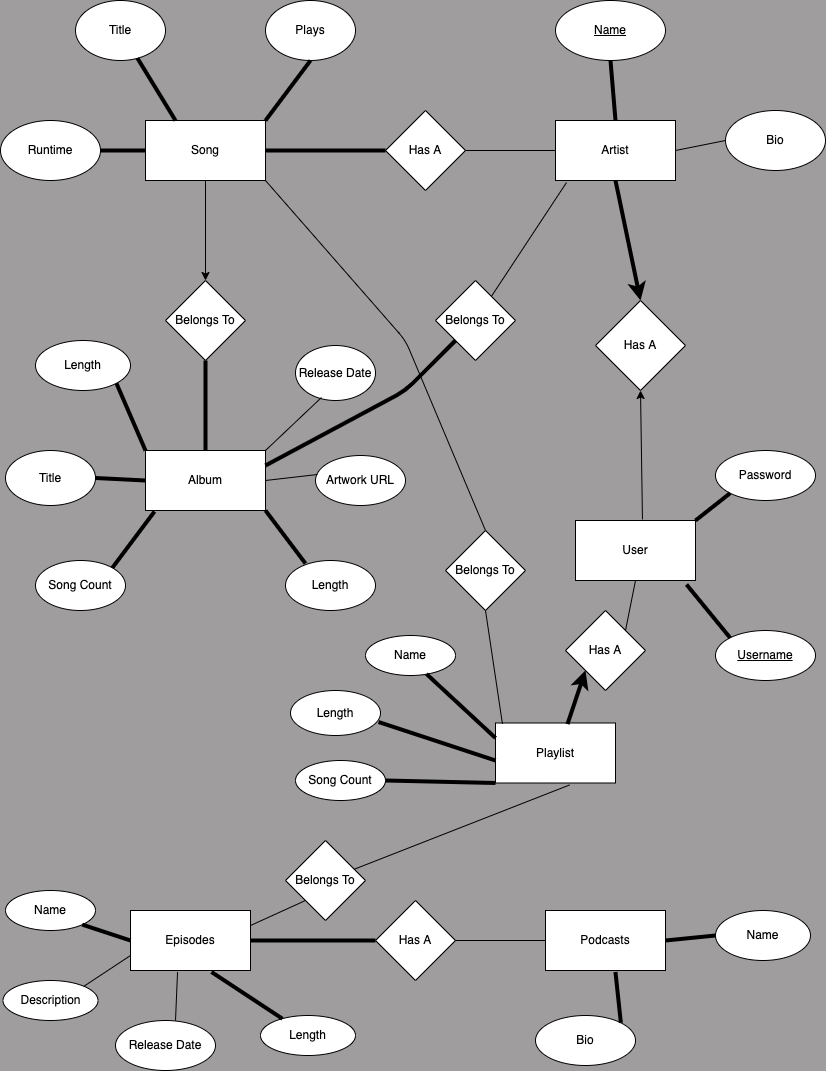 Title
Plays
Name
Runtime
Song
Has A
Artist
Bio
Belongs To
Belongs To
Has A
Length
Release Date
Title
Album
Artwork URL
Password
User
Song Count
Length
Belongs To
Name
Has A
Username
Length
Playlist
Song Count
Belongs To
Name
Episodes
Has A
Podcasts
Name
Description
Release Date
Length
Bio